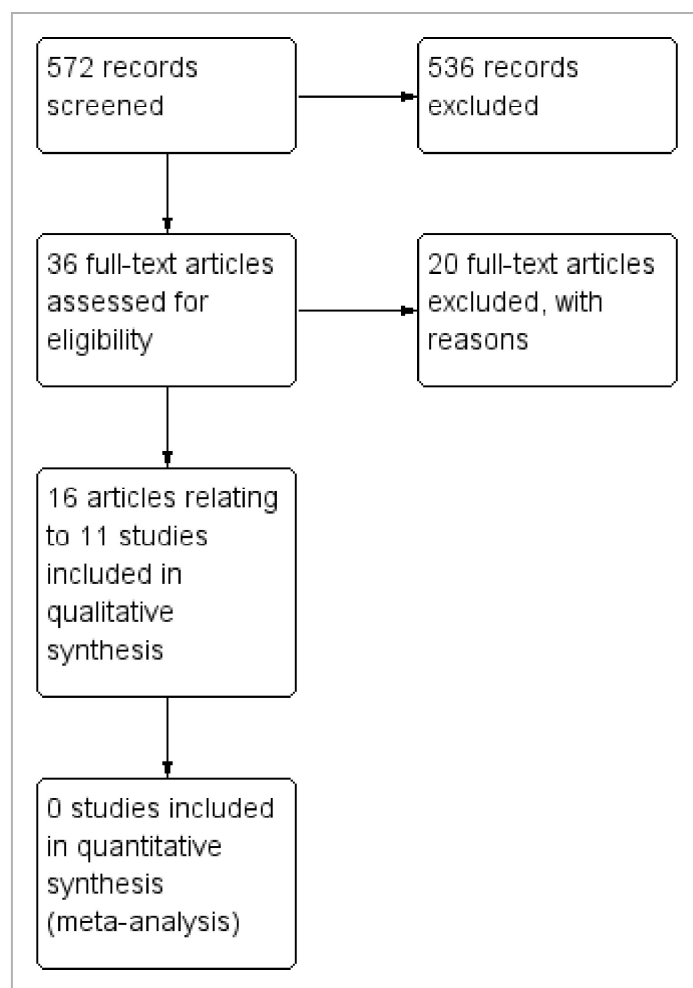 572 records
screened
536 records
excluded
36 full-text articles
assessed for
eligibility
20 full-text articles
excluded, with
reasons
16 articles relating
to 11 studies
included in
qualitative
synthesis
0 studies included
in quantitative
synthesis
(meta-analysis)